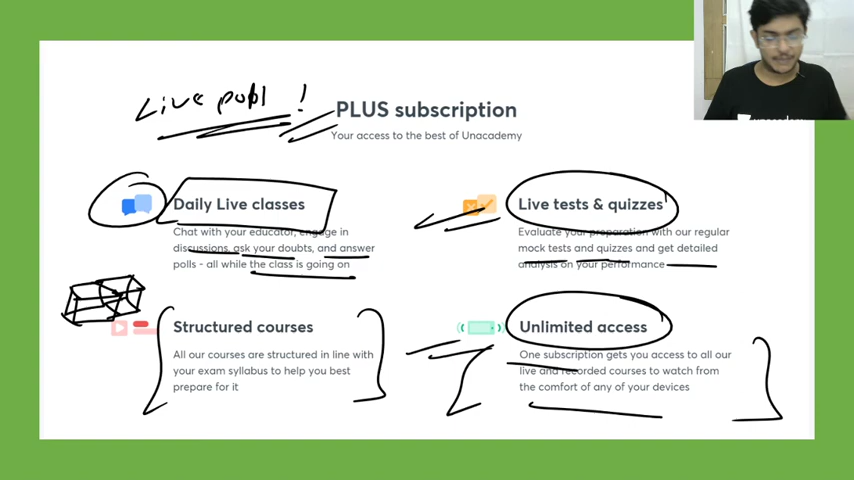 Live poll !
PLUS subscription
Your access to the best of Unacademy
unacademy
Daily Live classes
Chat with your educator, engage in
discussions, ask your doubts, and answer
polls - all while the class is going on
Live tests & quizzes
Evaluate your preparation with our regular
mock tests and quizzes and get detailed
analysis on your performance
Structured courses
All our courses are structured in line with
your exam syllabus to help you best
prepare for it
Unlimited access
One subscription gets you access to all our
live and recorded courses to watch from
the comfort of any of your devices